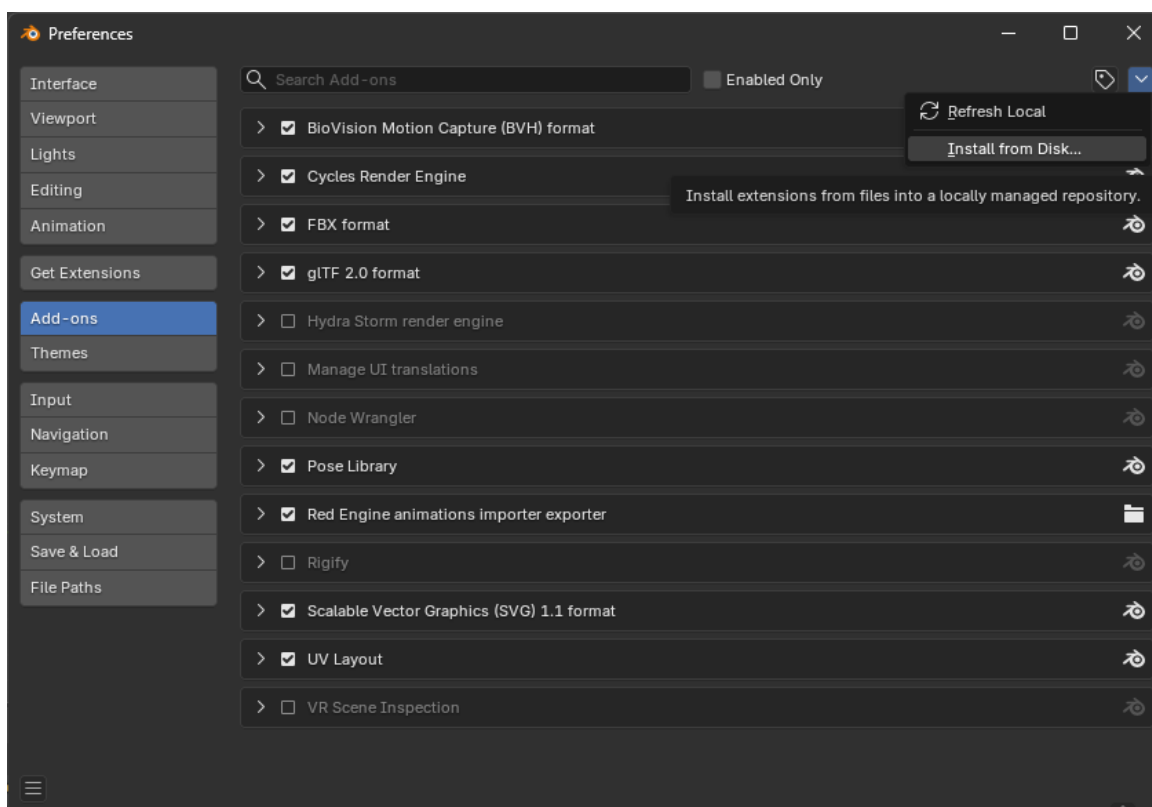 Preferences
Interface
Viewport
Lights
Editing
Animation
Get Extensions
Add-ons
Themes
Input
Navigation
Keymap
System
Save & Load
File Paths
Search Add-ons
Enabled Only
Refresh Local
Install from Disk...
Install extensions from files into a locally managed repository.
BioVision Motion Capture (BVH) format
Cycles Render Engine
FBX format
glTF 2.0 format
Hydra Storm render engine
Manage UI translations
Node Wrangler
Pose Library
Red Engine animations importer exporter
Rigify
Scalable Vector Graphics (SVG) 1.1 format
UV Layout
VR Scene Inspection